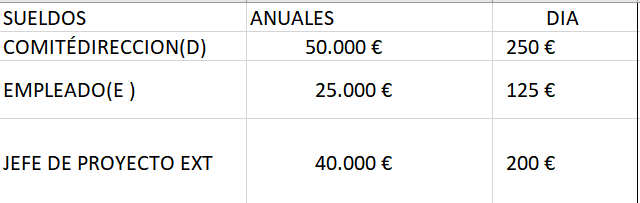 SUELDOS ANUALES DIA
COMITÉDIRECCION(D) 50.000 € 250 €
EMPLEADO(E ) 25.000 € 125 €
JEFE DE PROYECTO EXT 40.000 € 200 €